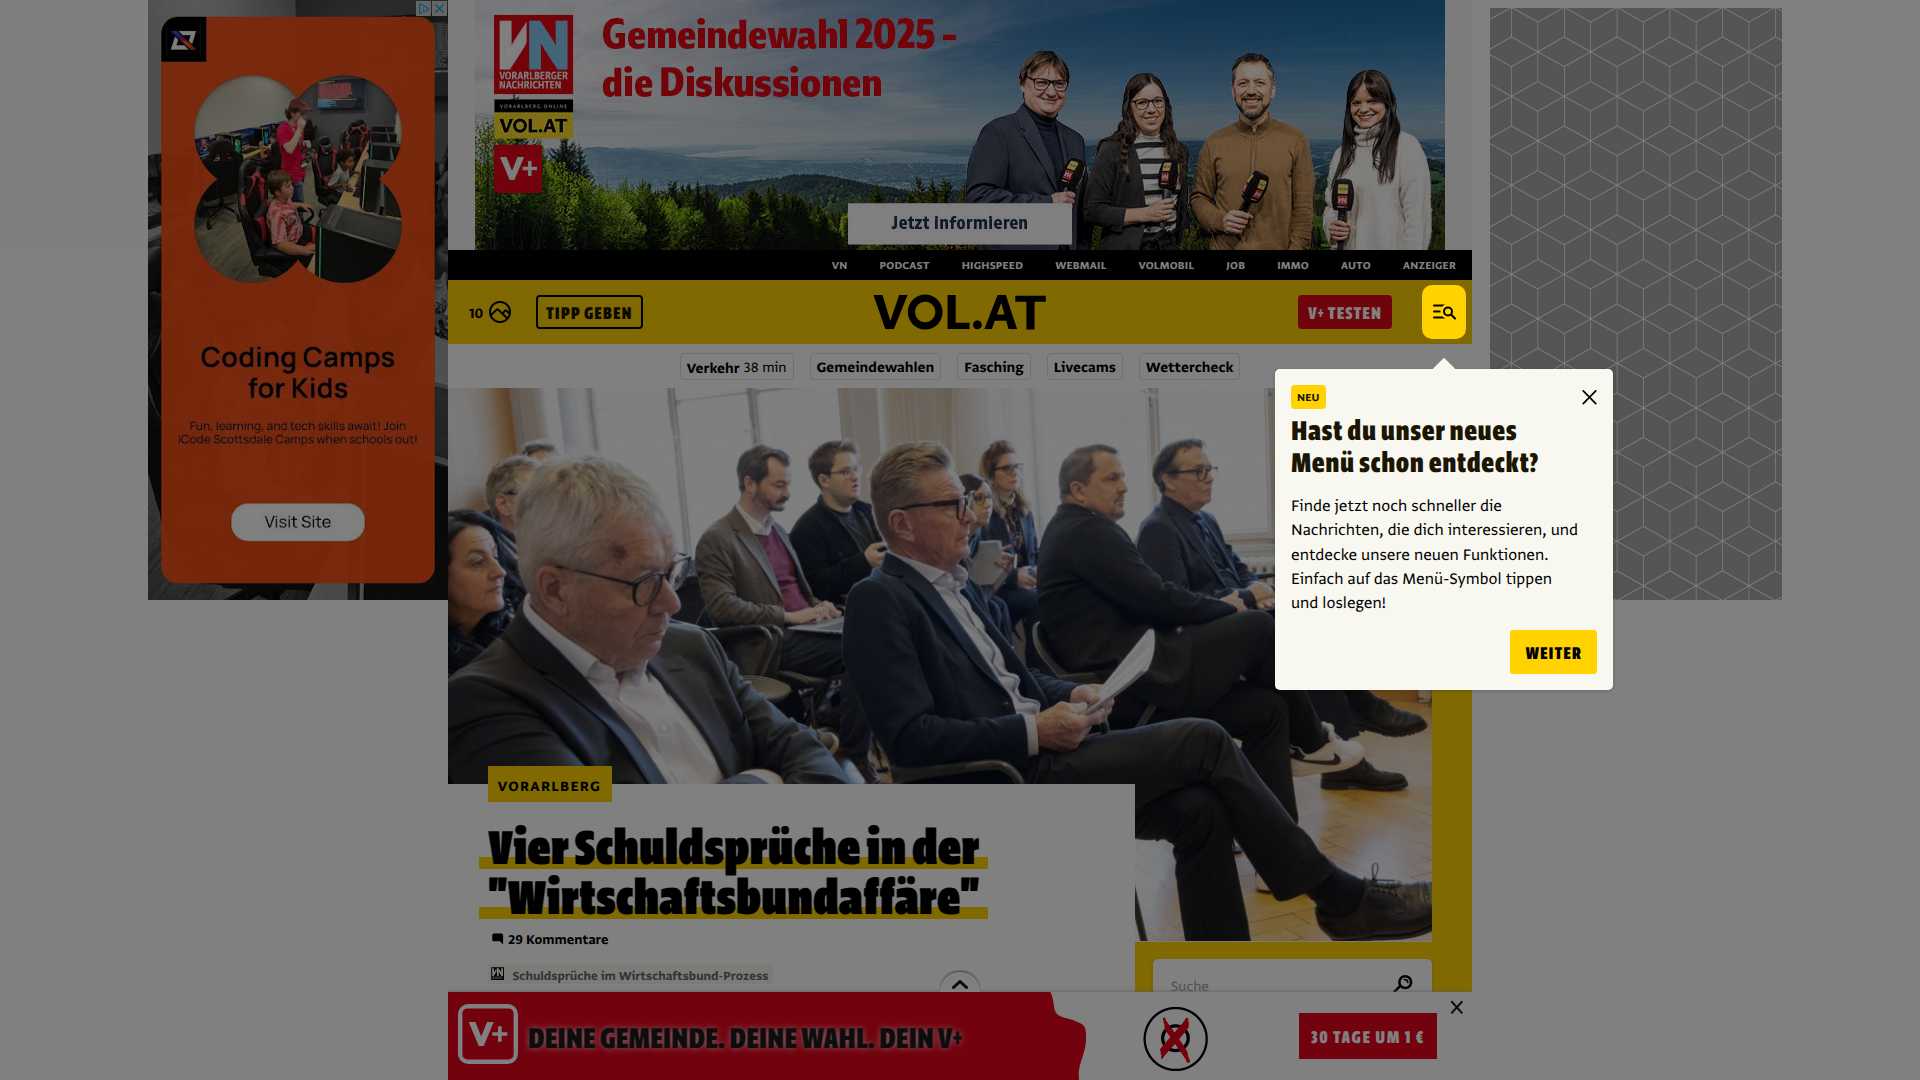 VORARLBERGER
NACHRICHTEN
VORARLBERG ONLINE
VOL.AT
V+
Gemeindewahl 2025 –
die Diskussionen
Jetzt informieren
Coding Camps
for Kids
Fun, learning, and tech skills await! Join
iCode Scottsdale Camps when schools out!
Visit Site
VN
PODCAST
HIGHSPEED
WEBMAIL
VOLMOBIL
JOB
IMMO
AUTO
ANZEIGER
10
TIPP GEBEN
VOL.AT
V+ TESTEN
Verkehr 38 min
Gemeindewahlen
Fasching
Livecams
Wettercheck
NEU
Hast du unser neues
Menü schon entdeckt?
Finde jetzt noch schneller die
Nachrichten, die dich interessieren, und
entdecke unsere neuen Funktionen.
Einfach auf das Menü-Symbol tippen
und loslegen!
WEITER
VORARLBERG
Vier Schuldsprüche in der
"Wirtschaftsbundaffäre"
29 Kommentare
VN Schuldsprüche im Wirtschaftsbund-Prozess
Suche
V+ DEINE GEMEINDE. DEINE WAHL. DEIN V+
30 TAGE UM 1 €